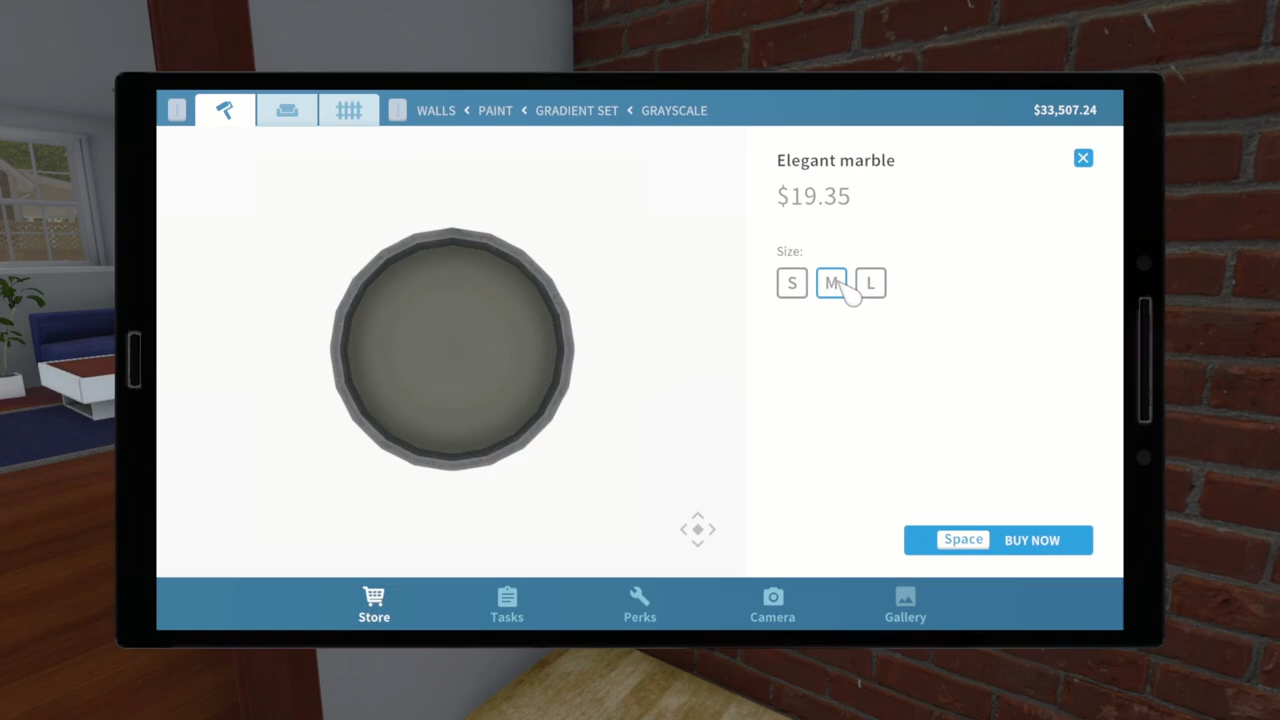 WALLS < PAINT < GRADIENT SET < GRAYSCALE
$33,507.24
Elegant marble
$19.35
Size:
S M L
Space BUY NOW
Store Tasks Perks Camera Gallery